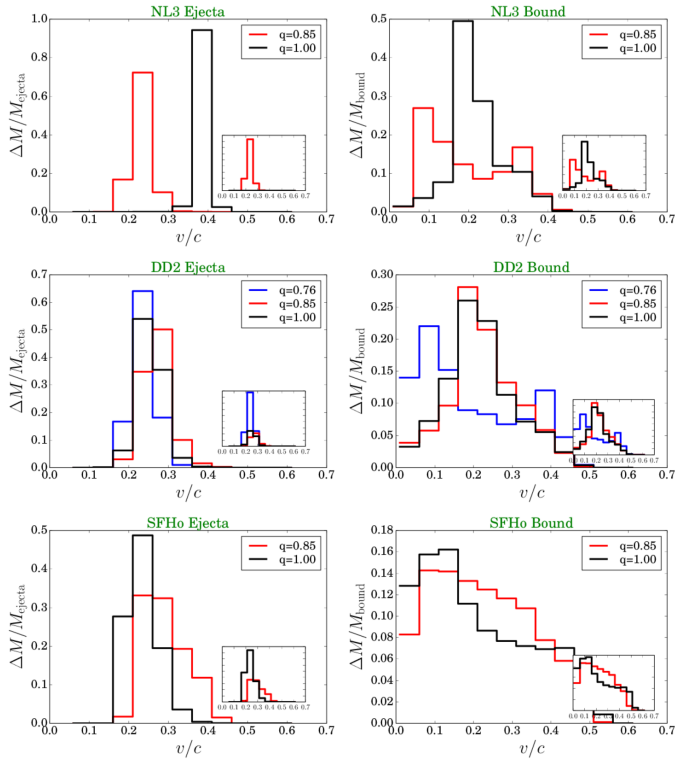 NL3 Ejecta
ΔM/M_ejecta
1.0
0.8
0.6
0.4
0.2
0.0
q=0.85
q=1.00
0.0 0.1 0.2 0.3 0.4 0.5 0.6 0.7
0.0 0.1 0.2 0.3 0.4 0.5 0.6 0.7
v/c
NL3 Bound
ΔM/M_bound
0.5
0.4
0.3
0.2
0.1
0.0
q=0.85
q=1.00
0.0 0.1 0.2 0.3 0.4 0.5 0.6 0.7
0.0 0.1 0.2 0.3 0.4 0.5 0.6 0.7
v/c
DD2 Ejecta
ΔM/M_ejecta
0.7
0.6
0.5
0.4
0.3
0.2
0.1
0.0
q=0.76
q=0.85
q=1.00
0.0 0.1 0.2 0.3 0.4 0.5 0.6 0.7
0.0 0.1 0.2 0.3 0.4 0.5 0.6 0.7
v/c
DD2 Bound
ΔM/M_bound
0.30
0.25
0.20
0.15
0.10
0.05
0.00
q=0.76
q=0.85
q=1.00
0.0 0.1 0.2 0.3 0.4 0.5 0.6 0.7
0.0 0.1 0.2 0.3 0.4 0.5 0.6 0.7
v/c
SFHo Ejecta
ΔM/M_ejecta
0.5
0.4
0.3
0.2
0.1
0.0
q=0.85
q=1.00
0.0 0.1 0.2 0.3 0.4 0.5 0.6 0.7
0.0 0.1 0.2 0.3 0.4 0.5 0.6 0.7
v/c
SFHo Bound
ΔM/M_bound
0.18
0.16
0.14
0.12
0.10
0.08
0.06
0.04
0.02
0.00
q=0.85
q=1.00
0.0 0.1 0.2 0.3 0.4 0.5 0.6 0.7
0.0 0.1 0.2 0.3 0.4 0.5 0.6 0.7
v/c